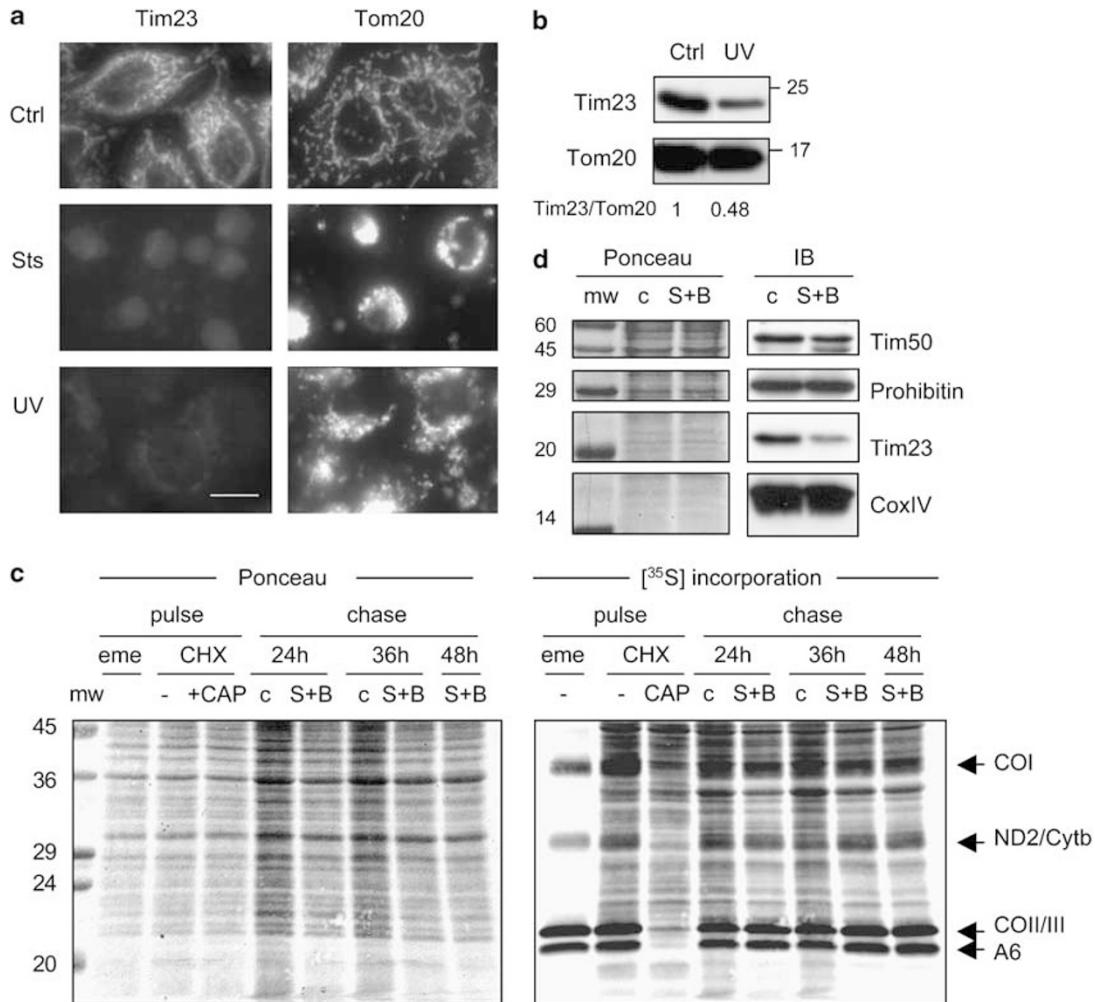 a
Tim23 Tom20
Ctrl
Sts
UV
b
Ctrl UV
Tim23
25
Tom20
17
Tim23/Tom20 1 0.48
d
Ponceau IB
mw c S+B c S+B
60
45
Tim50
29
Prohibitin
20
Tim23
14
CoxIV
c
Ponceau
pulse chase
eme CHX 24h 36h 48h
mw - +CAP c S+B c S+B S+B
45
36
29
24
20
[35S] incorporation
pulse chase
eme CHX 24h 36h 48h
- - CAP c S+B c S+B S+B
COI
ND2/Cytb
COII/III
A6